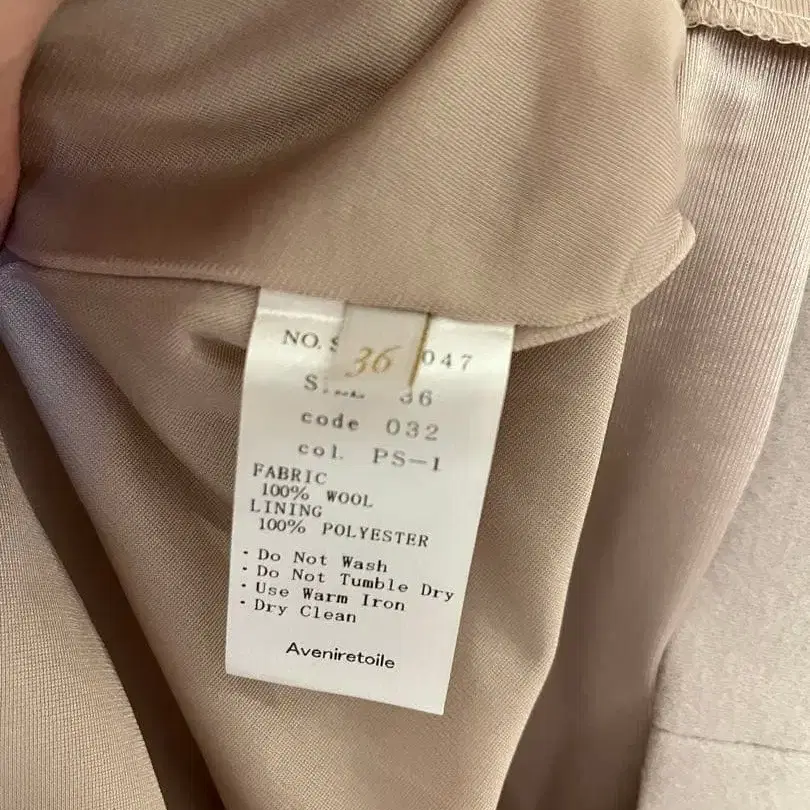 NO. S 047
36
36
code 032
col. PS-1
FABRIC
100% WOOL
LINING
100% POLYESTER
・Do Not Wash
・Do Not Tumble Dry
・Use Warm Iron
・Dry Clean
Aveniretoile